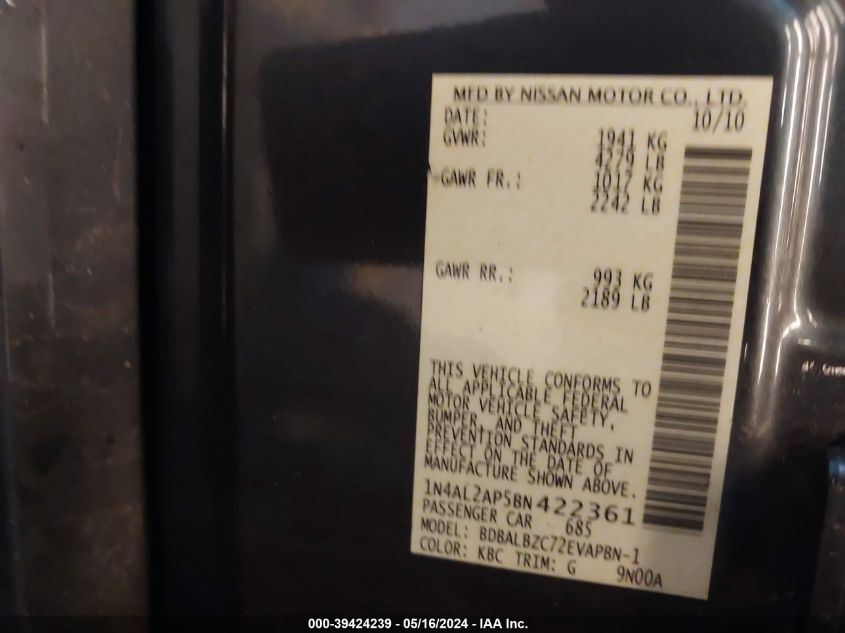 MFD BY NISSAN MOTOR CO., LTD.
DATE: 10/10
GVWR: 1941 KG
4279 LB
GAWR FR.: 1017 KG
2242 LB
GAWR RR.: 993 KG
2189 LB
THIS VEHICLE CONFORMS TO
ALL APPLICABLE FEDERAL
MOTOR VEHICLE SAFETY,
BUMPER, AND THEFT
PREVENTION STANDARDS IN
EFFECT ON THE DATE OF
MANUFACTURE SHOWN ABOVE.
1N4AL2AP5BN422361
PASSENGER CAR 685
MODEL: BDBALBZC72EVAPBN-1
COLOR: KBC TRIM: G 9N00A
000-39424239 - 05/16/2024 - IAA Inc.